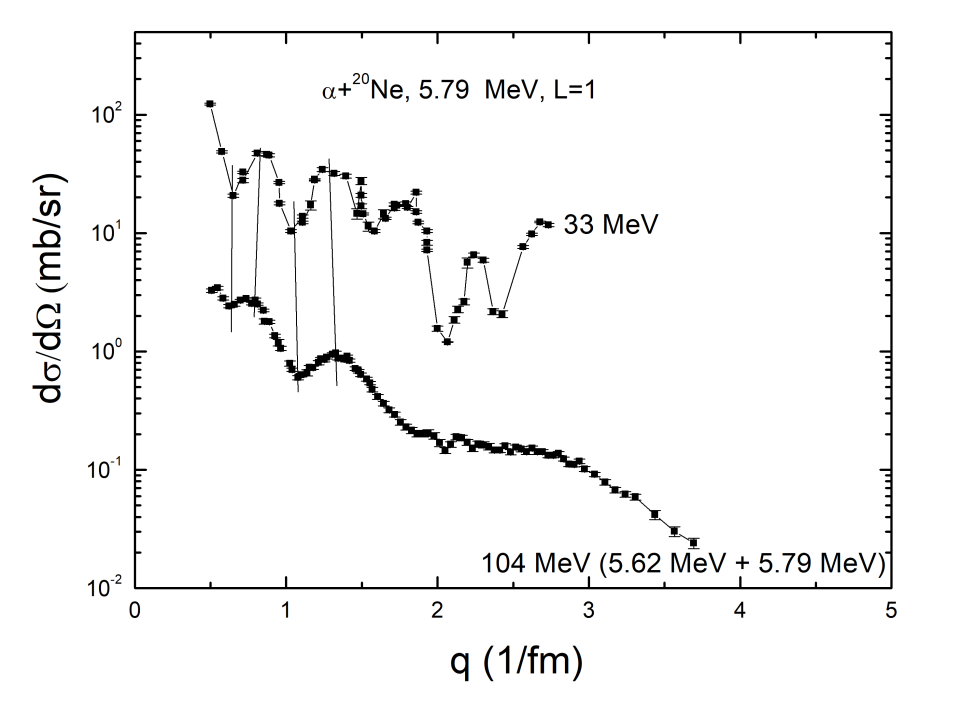 α+²⁰Ne, 5.79 MeV, L=1
10²
10¹
10⁰
10⁻¹
10⁻²
dσ/dΩ (mb/sr)
33 MeV
104 MeV (5.62 MeV + 5.79 MeV)
0 1 2 3 4 5
q (1/fm)